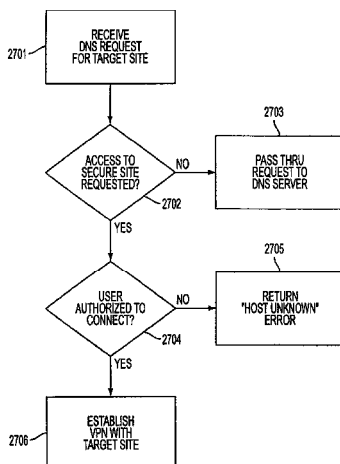 2701
RECEIVE
DNS REQUEST
FOR TARGET SITE
ACCESS TO
SECURE SITE
REQUESTED?
2702
NO
2703
PASS THRU
REQUEST TO
DNS SERVER
YES
USER
AUTHORIZED TO
CONNECT?
2704
NO
2705
RETURN
"HOST UNKNOWN"
ERROR
YES
2706
ESTABLISH
VPN WITH
TARGET SITE